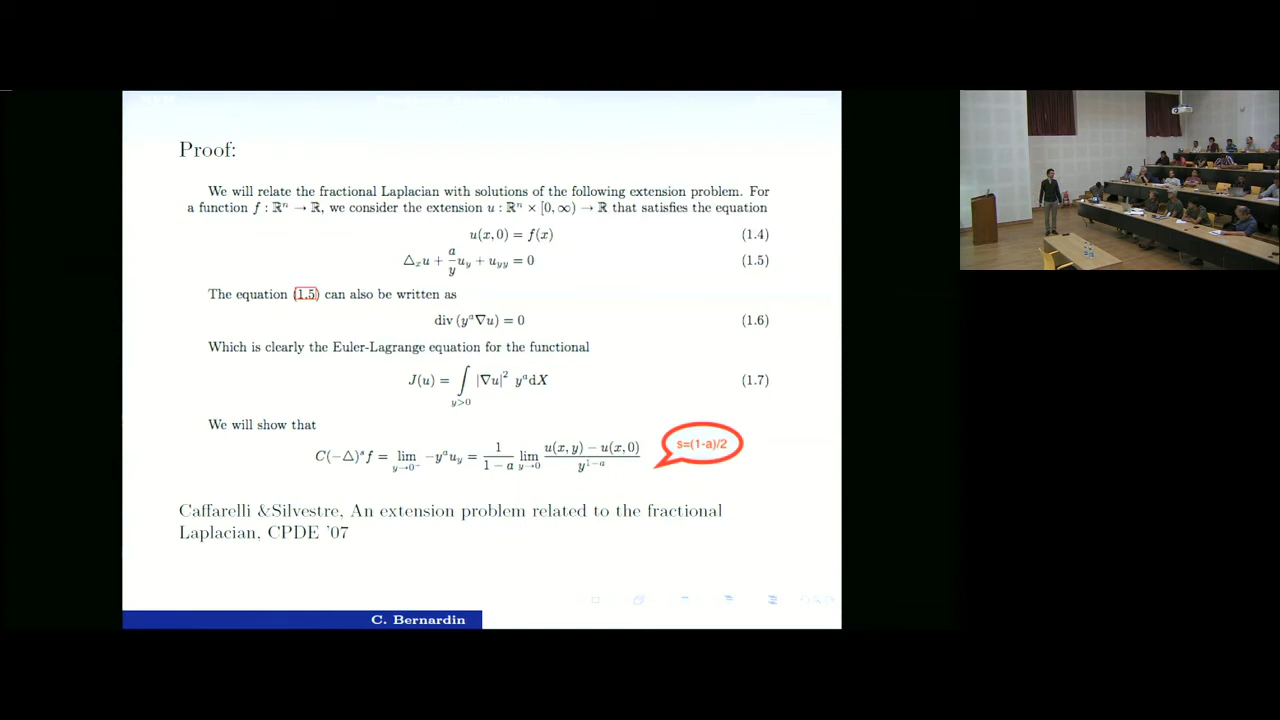 Proof:
We will relate the fractional Laplacian with solutions of the following extension problem. For
a function f : ℝⁿ → ℝ, we consider the extension u : ℝⁿ × [0, ∞) → ℝ that satisfies the equation
u(x, 0) = f(x) (1.4)
△ₓu + a/y u_y + u_yy = 0 (1.5)
The equation (1.5) can also be written as
div (yᵃ∇u) = 0 (1.6)
Which is clearly the Euler-Lagrange equation for the functional
J(u) = ∫_{y>0} |∇u|² yᵃdX (1.7)
We will show that
C(−△)ˢf = lim_{y→0⁻} −yᵃu_y = 1/(1−a) lim_{y→0} (u(x, y) − u(x, 0))/y^{1−a}
s=(1-a)/2
Caffarelli &Silvestre, An extension problem related to the fractional
Laplacian, CPDE '07
C. Bernardin